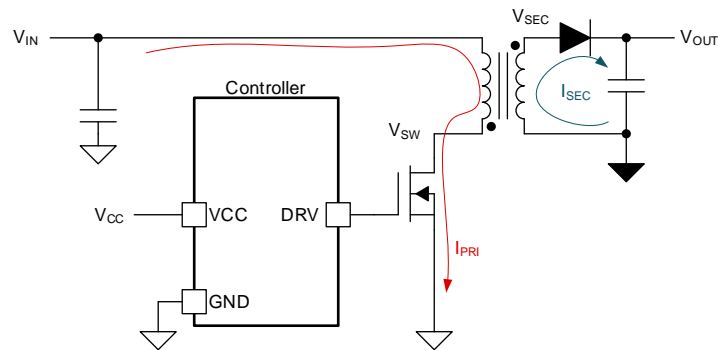 VIN
VSEC
VOUT
Controller
ISEC
VSW
VCC
VCC
DRV
IPRI
GND